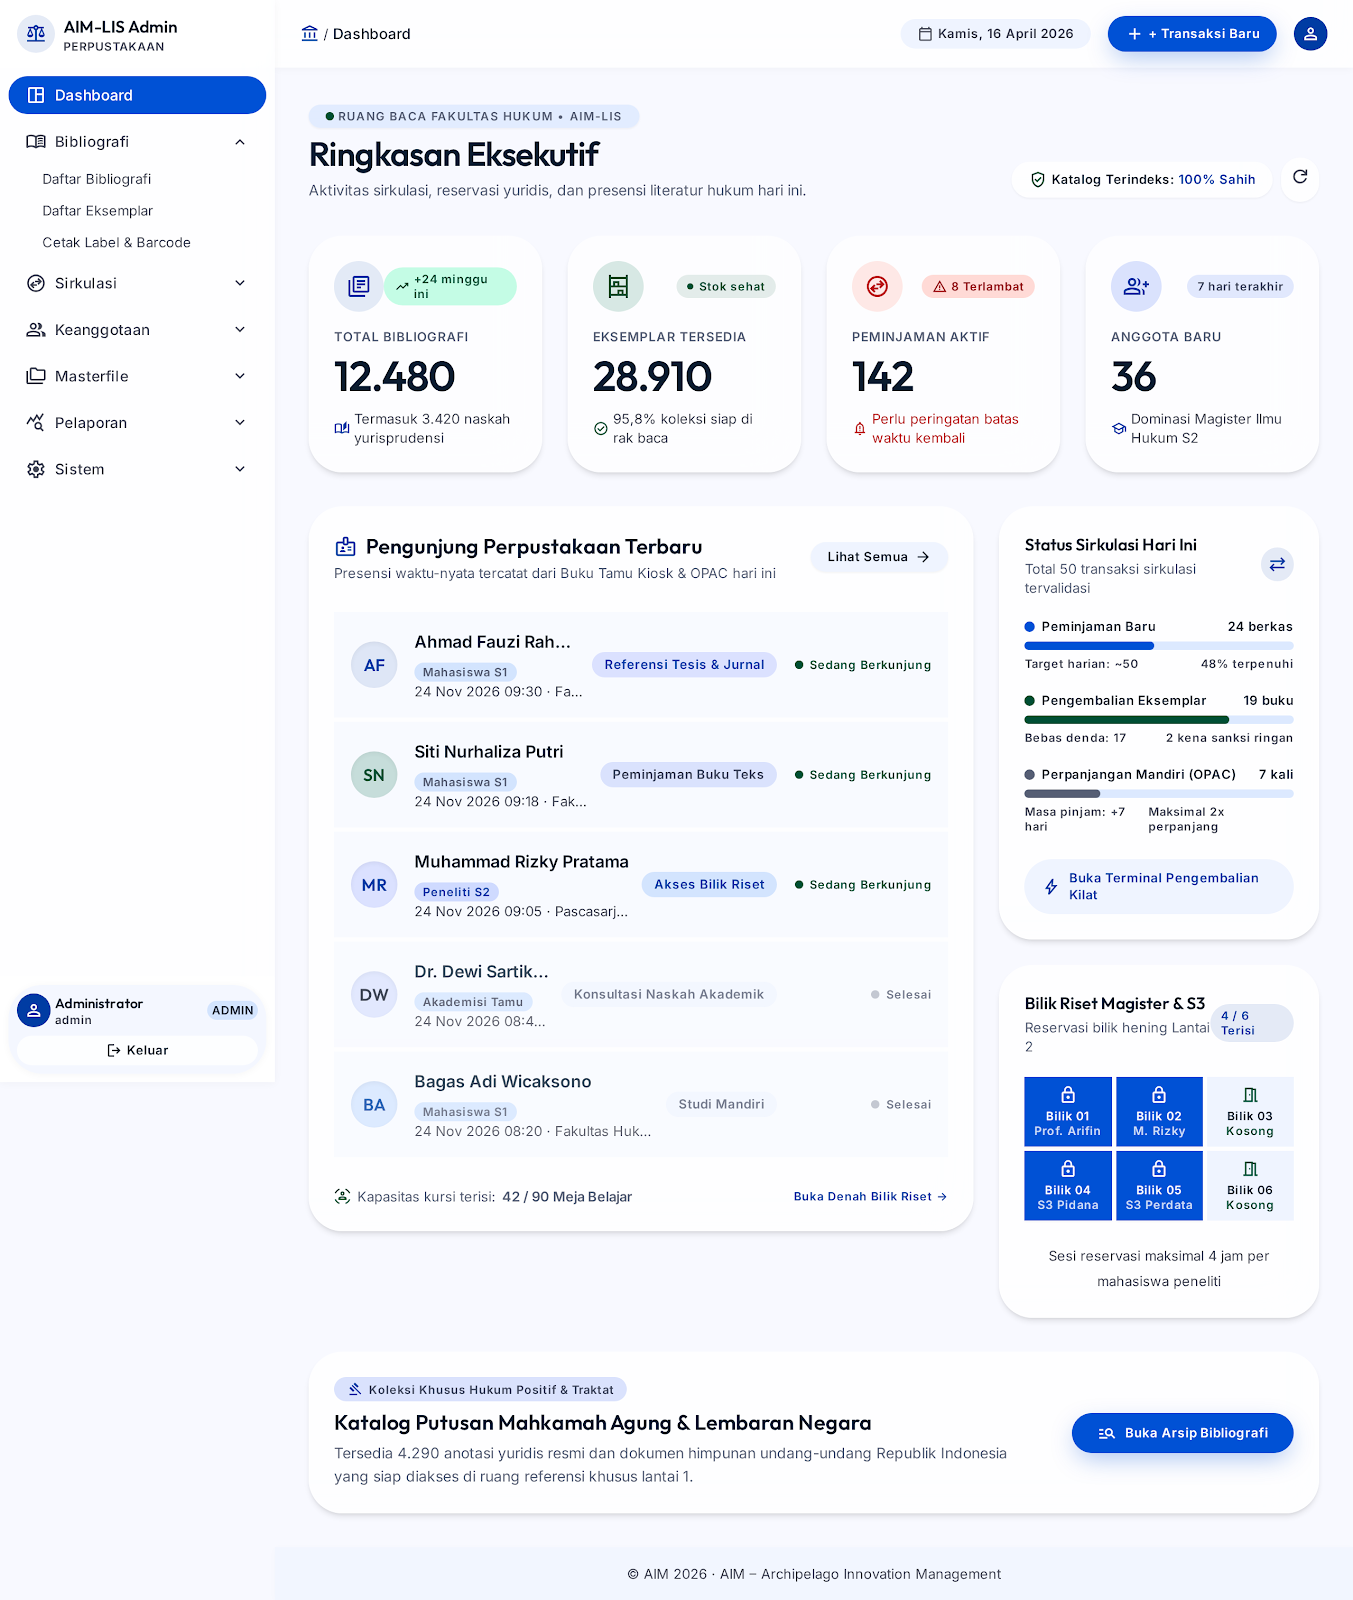 AIM-LIS Admin
PERPUSTAKAAN
Dashboard
Bibliografi
Daftar Bibliografi
Daftar Eksemplar
Cetak Label & Barcode
Sirkulasi
Keanggotaan
Masterfile
Pelaporan
Sistem
Administrator
admin
ADMIN
Keluar
/ Dashboard
Kamis, 16 April 2026
+ Transaksi Baru
RUANG BACA FAKULTAS HUKUM • AIM-LIS
Ringkasan Eksekutif
Aktivitas sirkulasi, reservasi yuridis, dan presensi literatur hukum hari ini.
Katalog Terindeks: 100% Sahih
+24 minggu
ini
TOTAL BIBLIOGRAFI
12.480
Termasuk 3.420 naskah
yurisprudensi
Stok sehat
EKSEMPLAR TERSEDIA
28.910
95,8% koleksi siap di
rak baca
8 Terlambat
PEMINJAMAN AKTIF
142
Perlu peringatan batas
waktu kembali
7 hari terakhir
ANGGOTA BARU
36
Dominasi Magister Ilmu
Hukum S2
Pengunjung Perpustakaan Terbaru
Presensi waktu-nyata tercatat dari Buku Tamu Kiosk & OPAC hari ini
Lihat Semua
AF
Ahmad Fauzi Rah...
Mahasiswa S1
24 Nov 2026 09:30 · Fa...
Referensi Tesis & Jurnal
Sedang Berkunjung
SN
Siti Nurhaliza Putri
Mahasiswa S1
24 Nov 2026 09:18 · Fak...
Peminjaman Buku Teks
Sedang Berkunjung
MR
Muhammad Rizky Pratama
Peneliti S2
24 Nov 2026 09:05 · Pascasarj...
Akses Bilik Riset
Sedang Berkunjung
DW
Dr. Dewi Sartik...
Akademisi Tamu
24 Nov 2026 08:4...
Konsultasi Naskah Akademik
Selesai
BA
Bagas Adi Wicaksono
Mahasiswa S1
24 Nov 2026 08:20 · Fakultas Huk...
Studi Mandiri
Selesai
Kapasitas kursi terisi: 42 / 90 Meja Belajar
Buka Denah Bilik Riset →
Status Sirkulasi Hari Ini
Total 50 transaksi sirkulasi
tervalidasi
Peminjaman Baru
24 berkas
Target harian: ~50
48% terpenuhi
Pengembalian Eksemplar
19 buku
Bebas denda: 17
2 kena sanksi ringan
Perpanjangan Mandiri (OPAC)
7 kali
Masa pinjam: +7
hari
Maksimal 2x
perpanjang
Buka Terminal Pengembalian
Kilat
Bilik Riset Magister & S3
Reservasi bilik hening Lantai
2
4 / 6
Terisi
Bilik 01
Prof. Arifin
Bilik 02
M. Rizky
Bilik 03
Kosong
Bilik 04
S3 Pidana
Bilik 05
S3 Perdata
Bilik 06
Kosong
Sesi reservasi maksimal 4 jam per
mahasiswa peneliti
Koleksi Khusus Hukum Positif & Traktat
Katalog Putusan Mahkamah Agung & Lembaran Negara
Tersedia 4.290 anotasi yuridis resmi dan dokumen himpunan undang-undang Republik Indonesia
yang siap diakses di ruang referensi khusus lantai 1.
Buka Arsip Bibliografi
© AIM 2026 · AIM – Archipelago Innovation Management